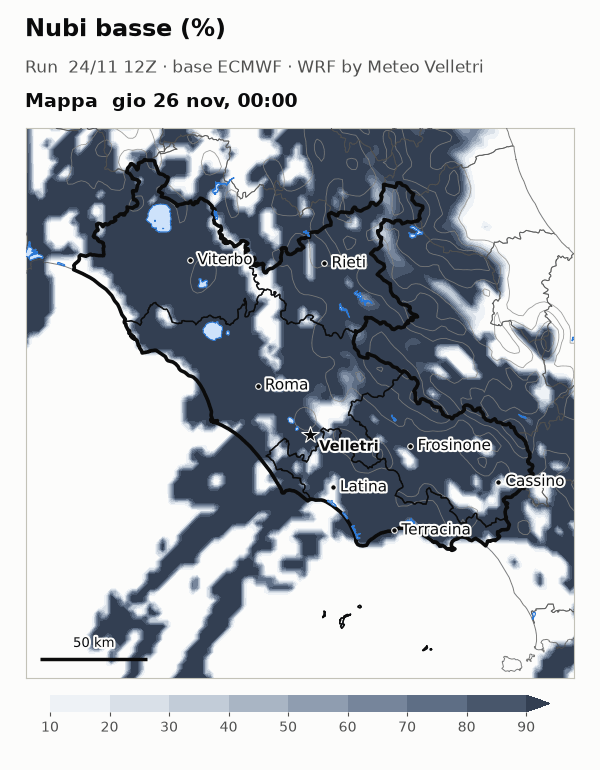 Nubi basse (%)
Run 24/11 12Z · base ECMWF · WRF by Meteo Velletri
Mappa gio 26 nov, 00:00
Viterbo
Rieti
Roma
Velletri
Frosinone
Latina
Cassino
Terracina
50 km
10 20 30 40 50 60 70 80 90